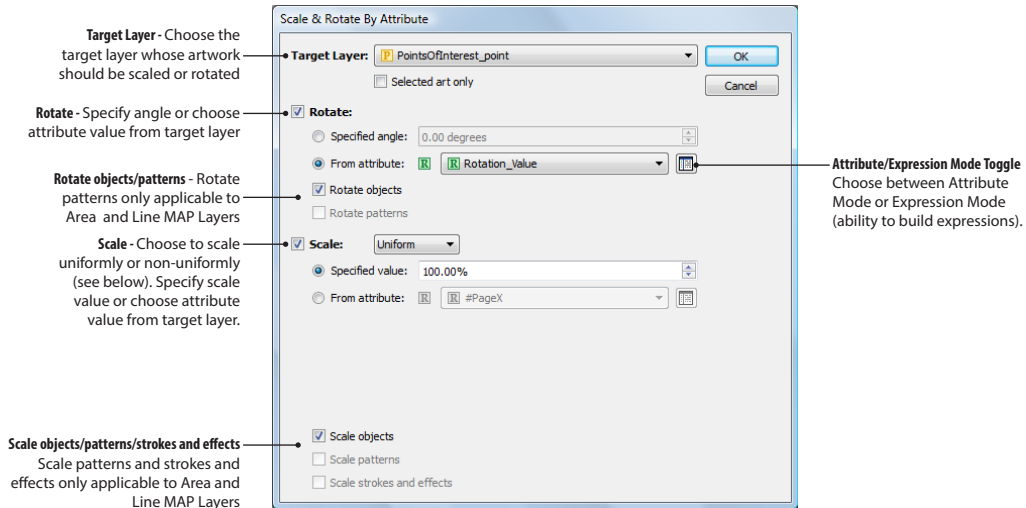 Scale & Rotate By Attribute
Target Layer - Choose the
target layer whose artwork
should be scaled or rotated
Target Layer: P PointsOfInterest_point
OK
Selected art only
Cancel
Rotate - Specify angle or choose
attribute value from target layer
Rotate:
Specified angle: 0.00 degrees
From attribute: R R Rotation_Value
Attribute/Expression Mode Toggle
Choose between Attribute
Mode or Expression Mode
(ability to build expressions).
Rotate objects/patterns - Rotate
patterns only applicable to
Area and Line MAP Layers
Rotate objects
Rotate patterns
Scale - Choose to scale
uniformly or non-uniformly
(see below). Specify scale
value or choose attribute
value from target layer.
Scale: Uniform
Specified value: 100.00%
From attribute: R R #PageX
Scale objects/patterns/strokes and effects
Scale patterns and strokes and
effects only applicable to Area and
Line MAP Layers
Scale objects
Scale patterns
Scale strokes and effects